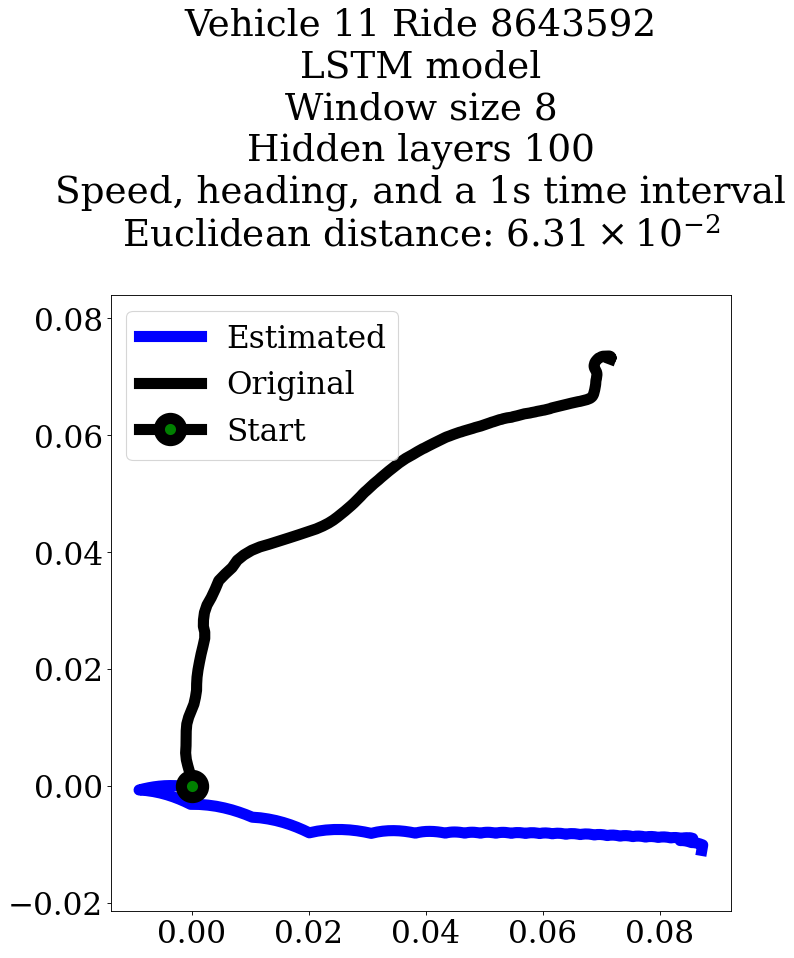 Vehicle 11 Ride 8643592
LSTM model
Window size 8
Hidden layers 100
Speed, heading, and a 1s time interval
Euclidean distance: 6.31 × 10⁻²
Estimated
Original
Start
0.08
0.06
0.04
0.02
0.00
−0.02
0.00 0.02 0.04 0.06 0.08